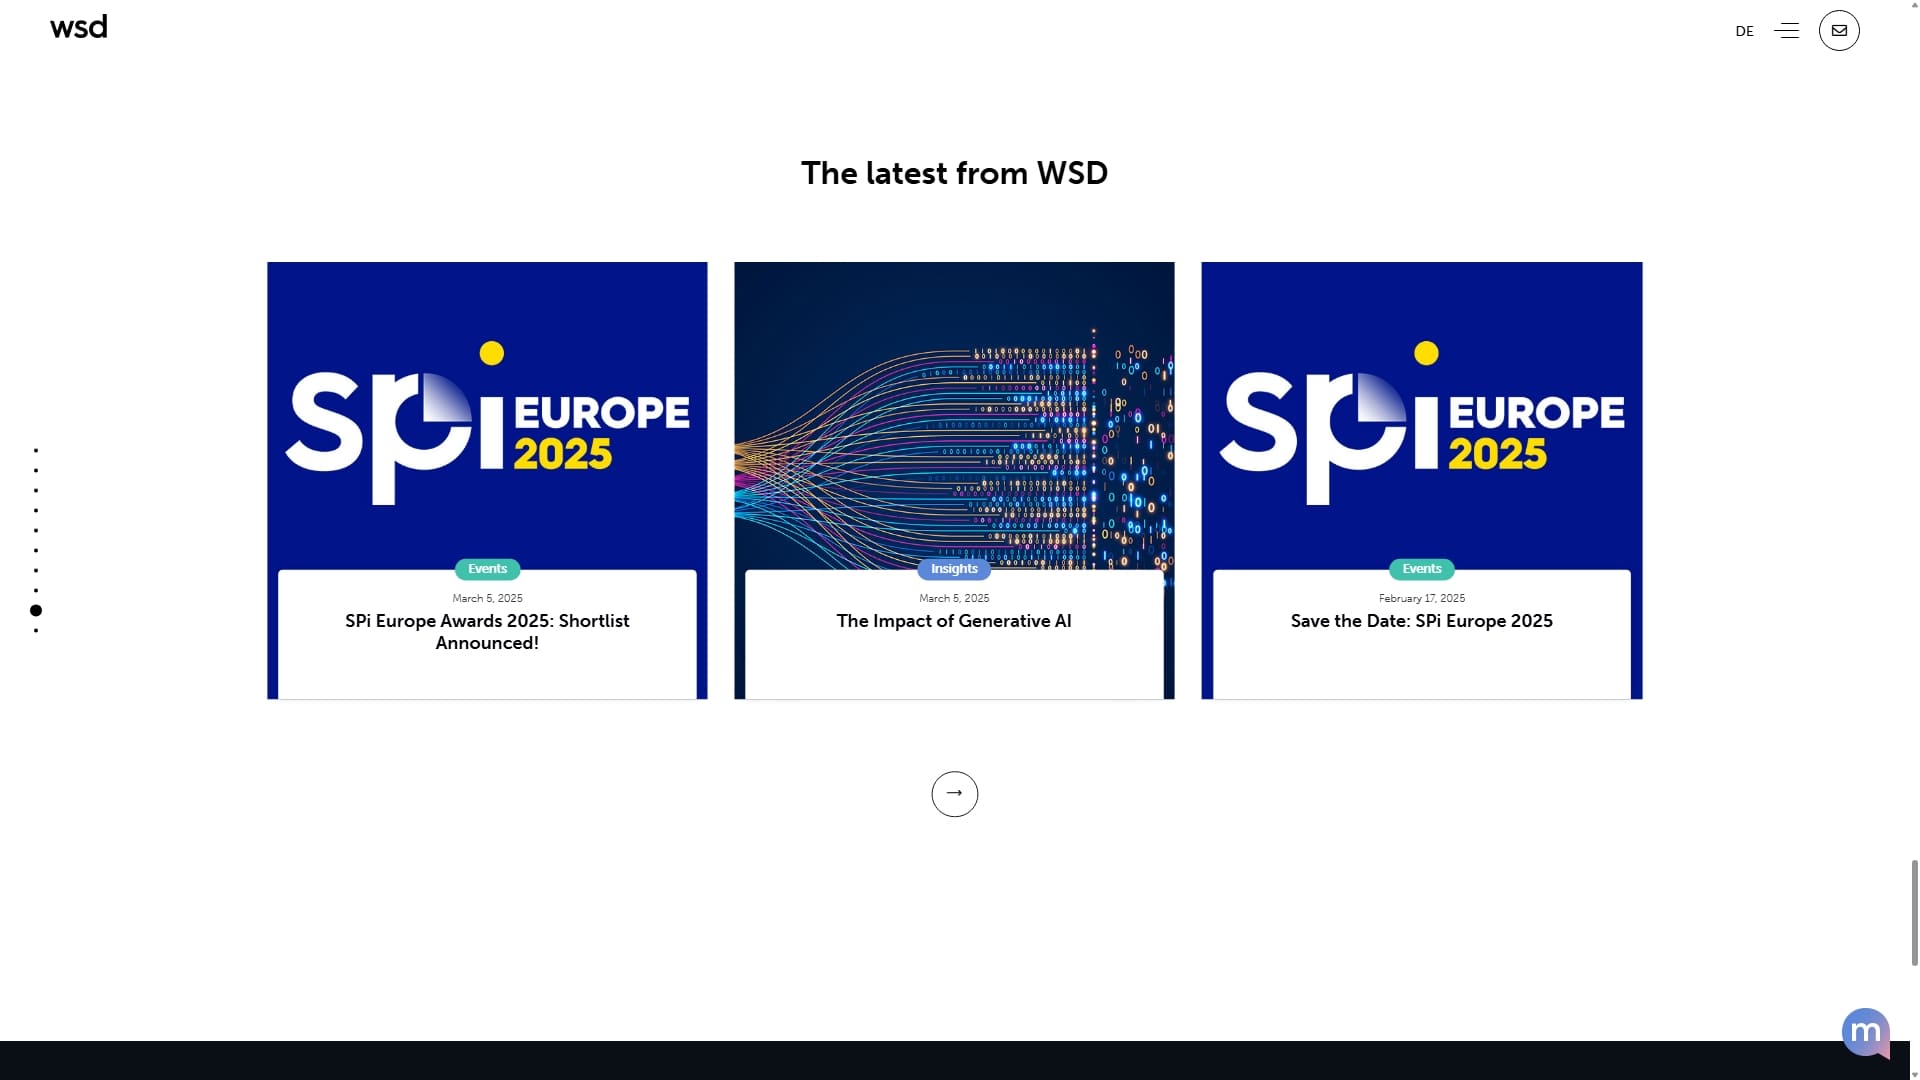 wsd
DE
The latest from WSD
spi EUROPE
2025
Events
March 5, 2025
SPi Europe Awards 2025: Shortlist
Announced!
Insights
March 5, 2025
The Impact of Generative AI
spi EUROPE
2025
Events
February 17, 2025
Save the Date: SPi Europe 2025
→
m